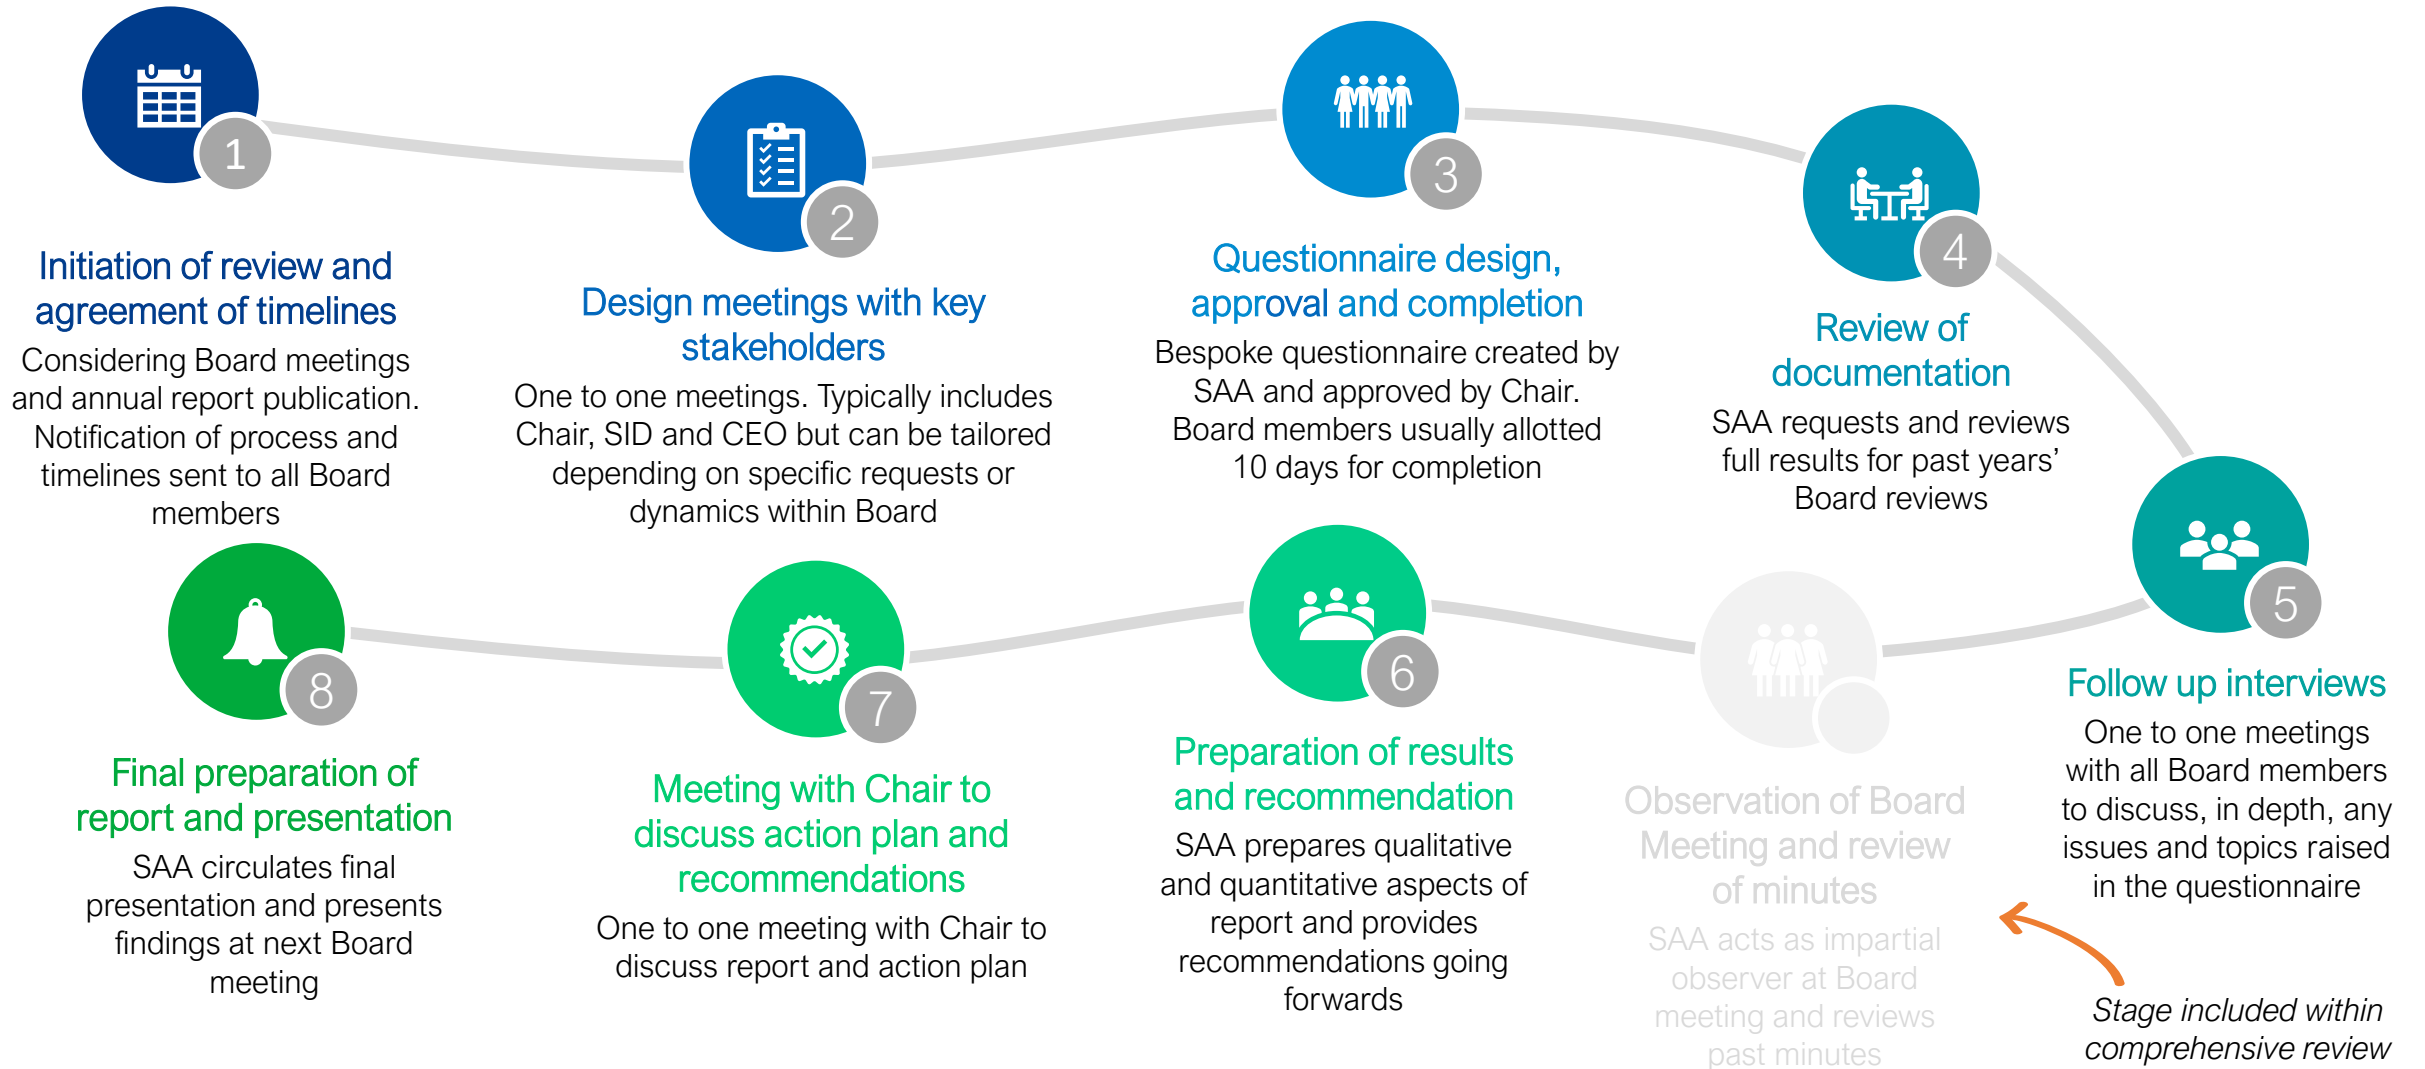 1
Initiation of review and
agreement of timelines
Considering Board meetings
and annual report publication.
Notification of process and
timelines sent to all Board
members
2
Design meetings with key
stakeholders
One to one meetings. Typically includes
Chair, SID and CEO but can be tailored
depending on specific requests or
dynamics within Board
3
Questionnaire design,
approval and completion
Bespoke questionnaire created by
SAA and approved by Chair.
Board members usually allotted
10 days for completion
4
Review of
documentation
SAA requests and reviews
full results for past years’
Board reviews
5
Follow up interviews
One to one meetings
with all Board members
to discuss, in depth, any
issues and topics raised
in the questionnaire
Observation of Board
Meeting and review
of minutes
SAA acts as impartial
observer at Board
meeting and reviews
past minutes
Stage included within
comprehensive review
6
Preparation of results
and recommendation
SAA prepares qualitative
and quantitative aspects of
report and provides
recommendations going
forwards
7
Meeting with Chair to
discuss action plan and
recommendations
One to one meeting with Chair to
discuss report and action plan
8
Final preparation of
report and presentation
SAA circulates final
presentation and presents
findings at next Board
meeting